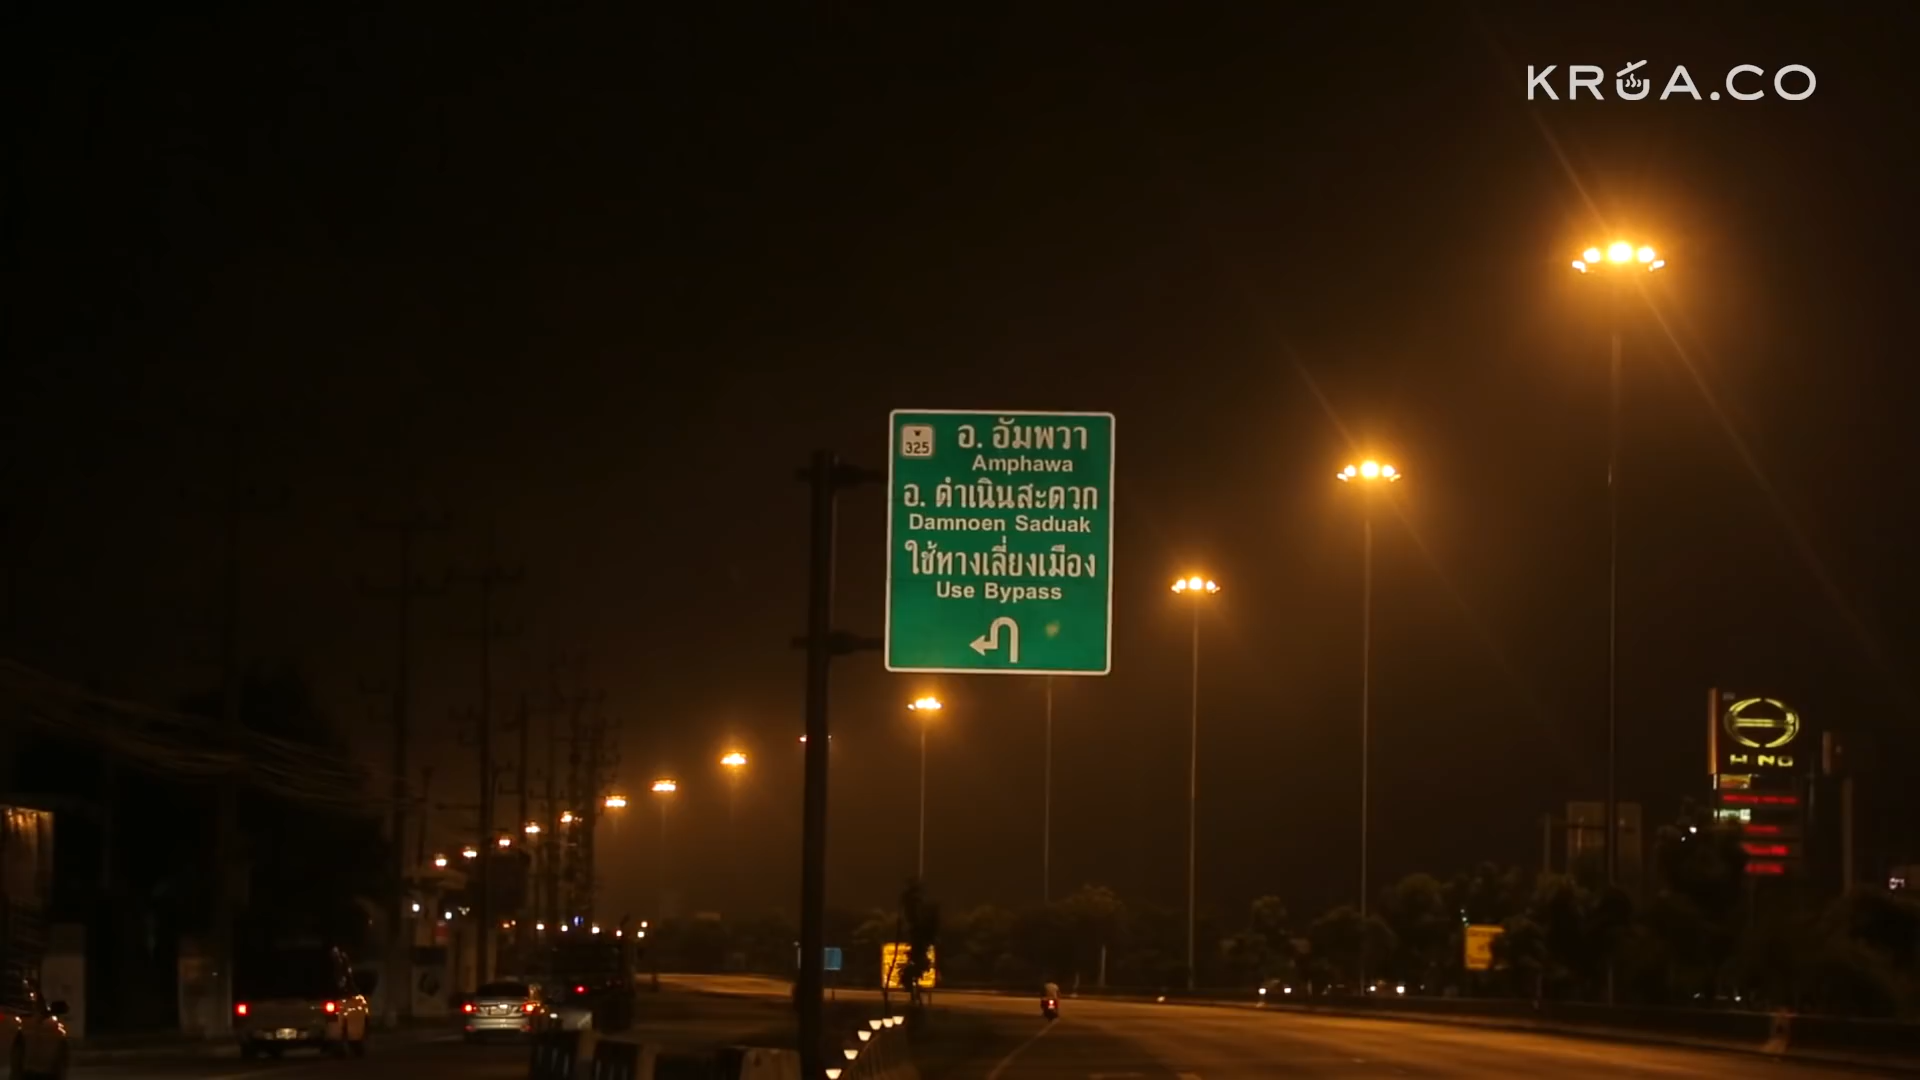 KRUA.CO
325
อ. อัมพวา
Amphawa
อ. ดำเนินสะดวก
Damnoen Saduak
ใช้ทางเลี่ยงเมือง
Use Bypass
HINO